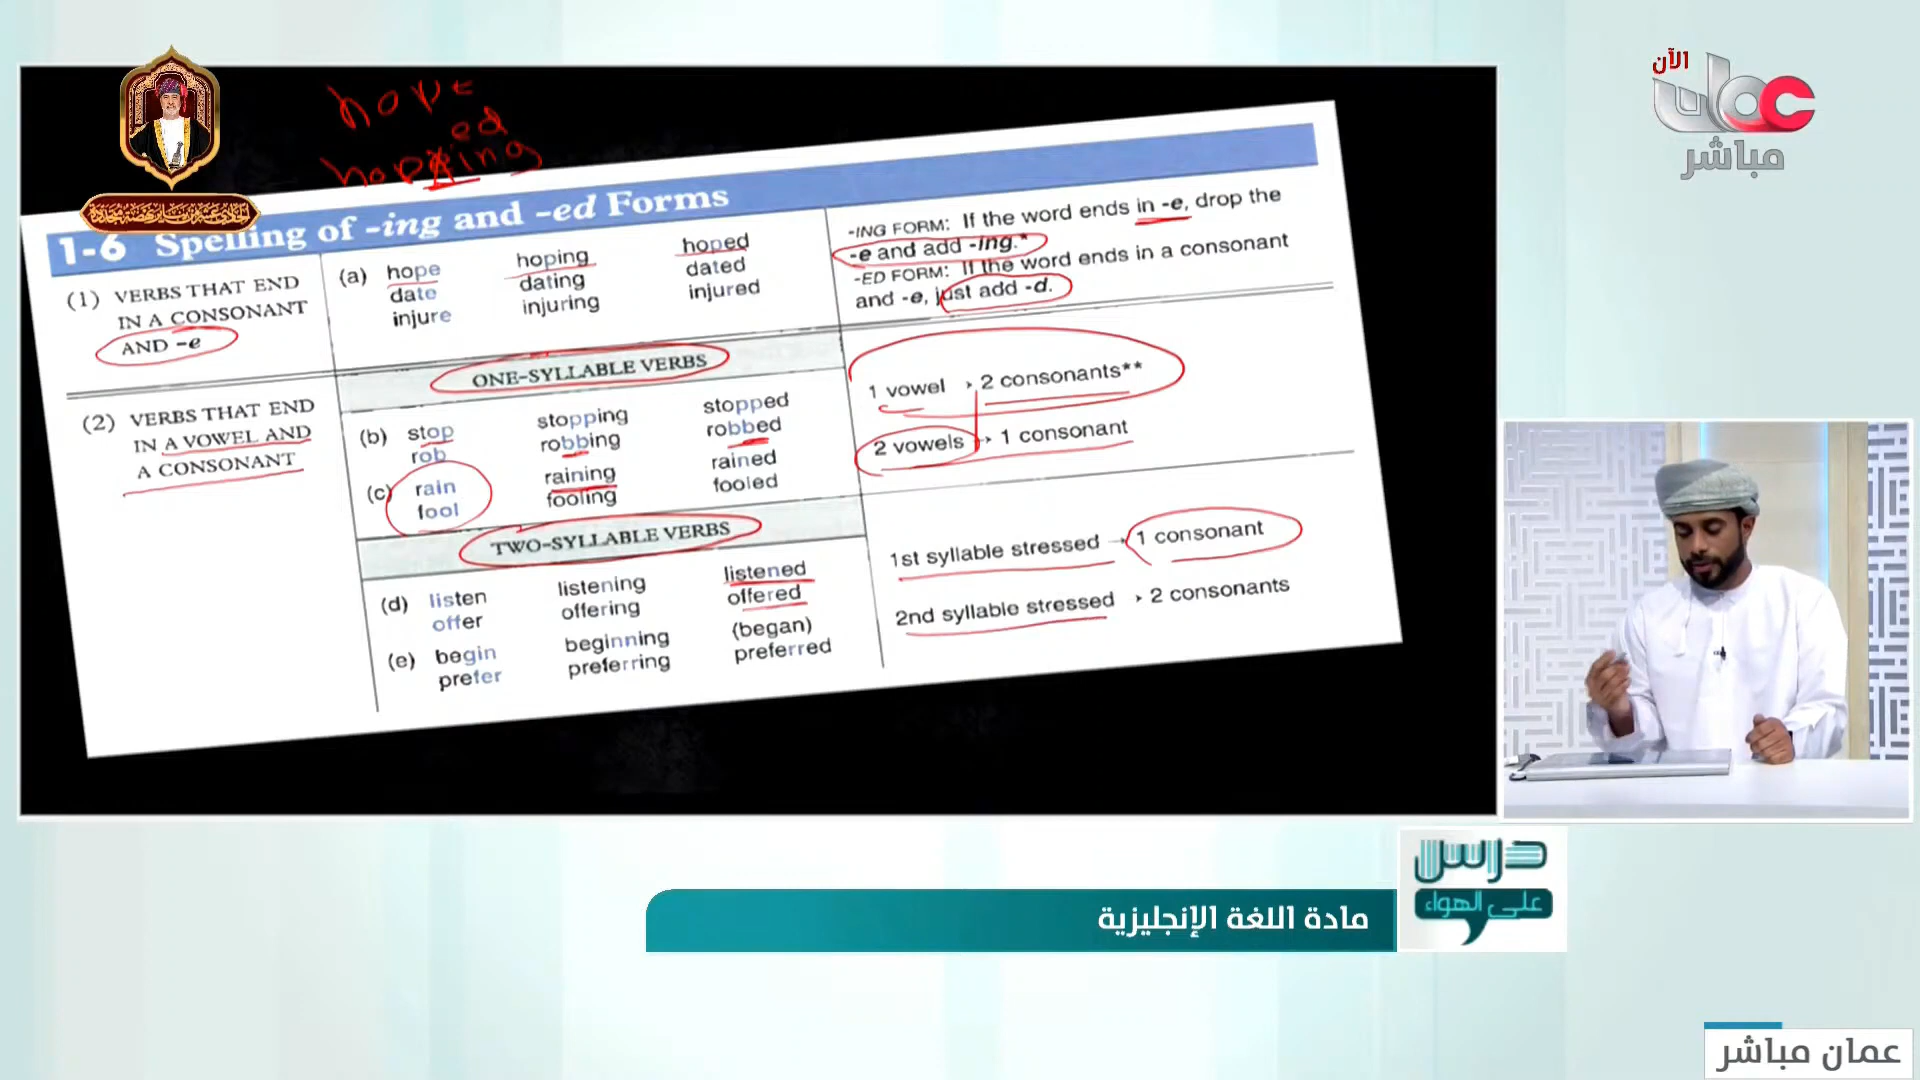 hope
ed
hoping
1-6 Spelling of -ing and -ed Forms
(1) VERBS THAT END
IN A CONSONANT
AND -e
(a) hope hoping hoped
date dating dated
injure injuring injured
-ING FORM: If the word ends in -e, drop the
-e and add -ing.*
-ED FORM: If the word ends in a consonant
and -e, just add -d.
(2) VERBS THAT END
IN A VOWEL AND
A CONSONANT
ONE-SYLLABLE VERBS
(b) stop stopping stopped
rob robbing robbed
1 vowel → 2 consonants**
(c) rain raining rained
fool fooling fooled
2 vowels → 1 consonant
TWO-SYLLABLE VERBS
(d) listen listening listened
offer offering offered
1st syllable stressed → 1 consonant
(e) begin beginning (began)
prefer preferring preferred
2nd syllable stressed → 2 consonants
الآن
عمان
مباشر
درس
على الهواء
مادة اللغة الإنجليزية
عمان مباشر